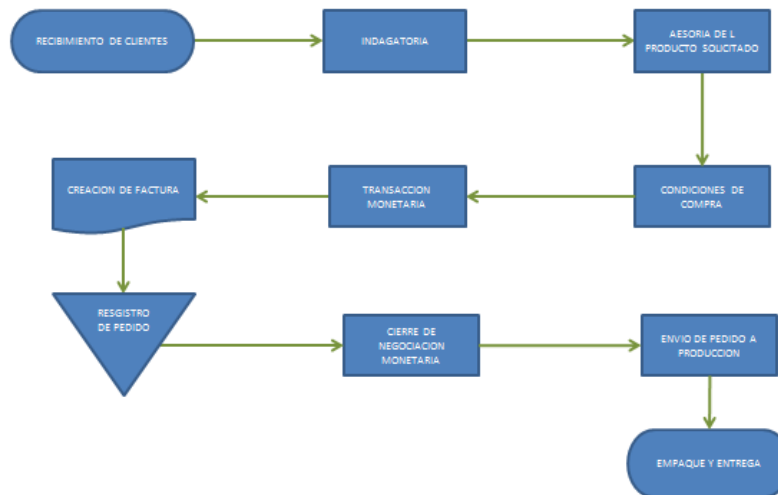 RECIBIMIENTO DE CLIENTES
INDAGATORIA
AESORIA DE L
PRODUCTO SOLICITADO
CONDICIONES DE
COMPRA
TRANSACCION
MONETARIA
CREACION DE FACTURA
RESGISTRO
DE PEDIDO
CIERRE DE
NEGOCIACION
MONETARIA
ENVIO DE PEDIDO A
PRODUCCION
EMPAQUE Y ENTREGA